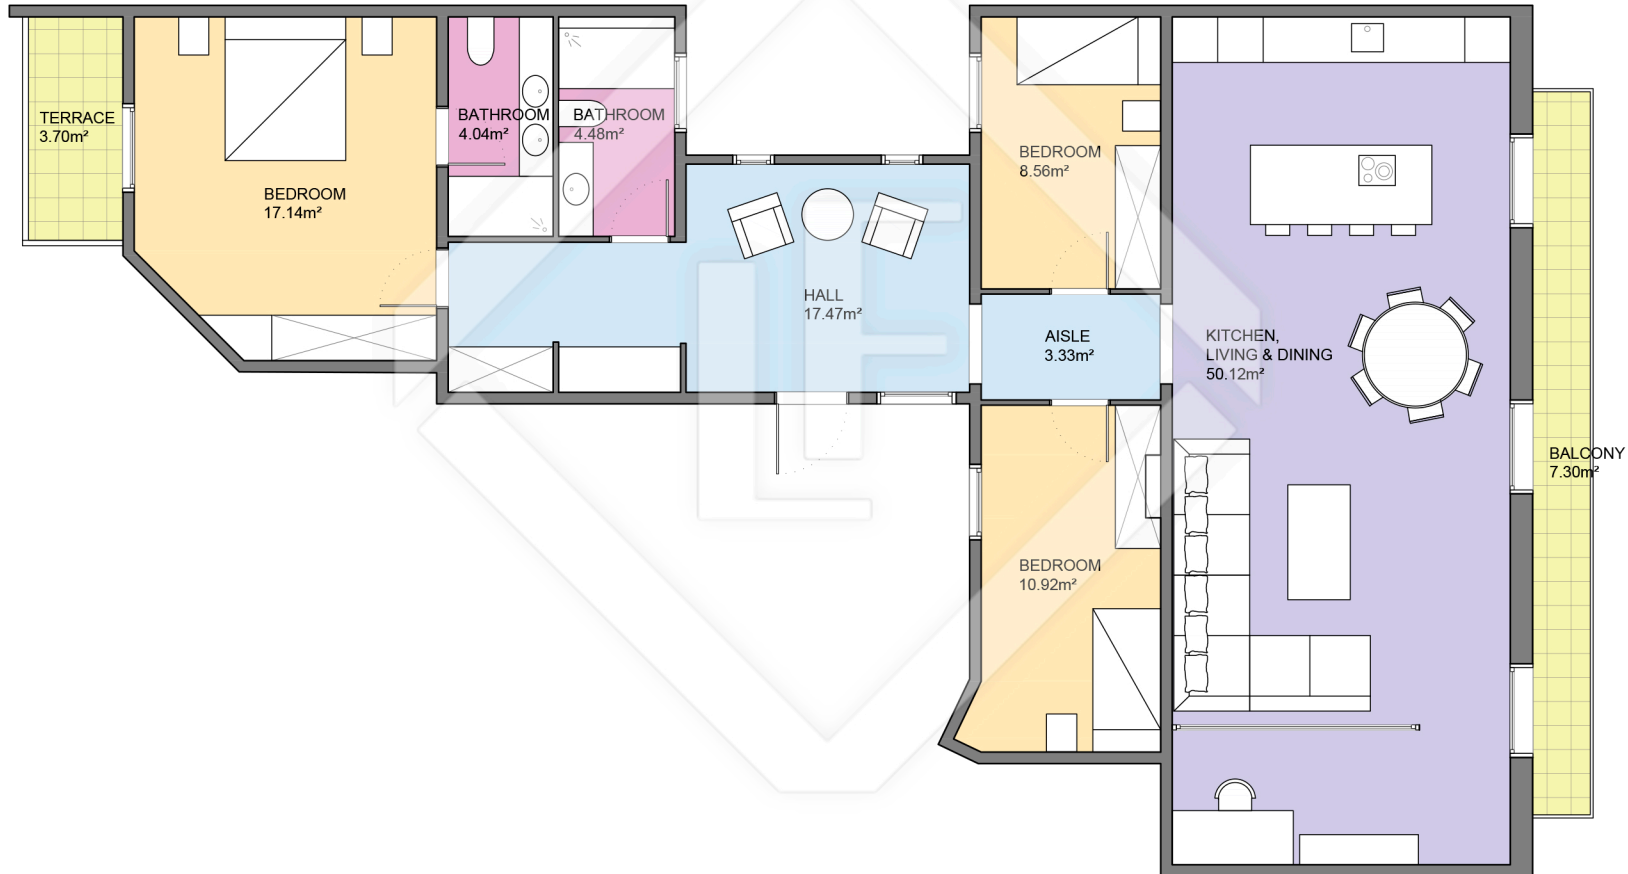 TERRACE
3.70m²
BEDROOM
17.14m²
BATHROOM
4.04m²
BATHROOM
4.48m²
HALL
17.47m²
BEDROOM
8.56m²
AISLE
3.33m²
BEDROOM
10.92m²
KITCHEN,
LIVING & DINING
50.12m²
BALCONY
7.30m²